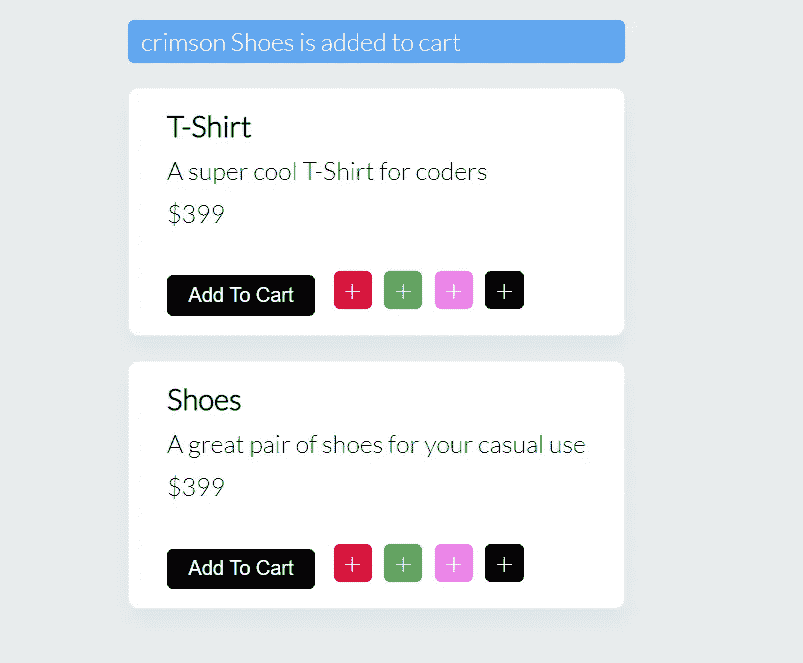 crimson Shoes is added to cart
T-Shirt
A super cool T-Shirt for coders
$399
Add To Cart + + + +
Shoes
A great pair of shoes for your casual use
$399
Add To Cart + + + +